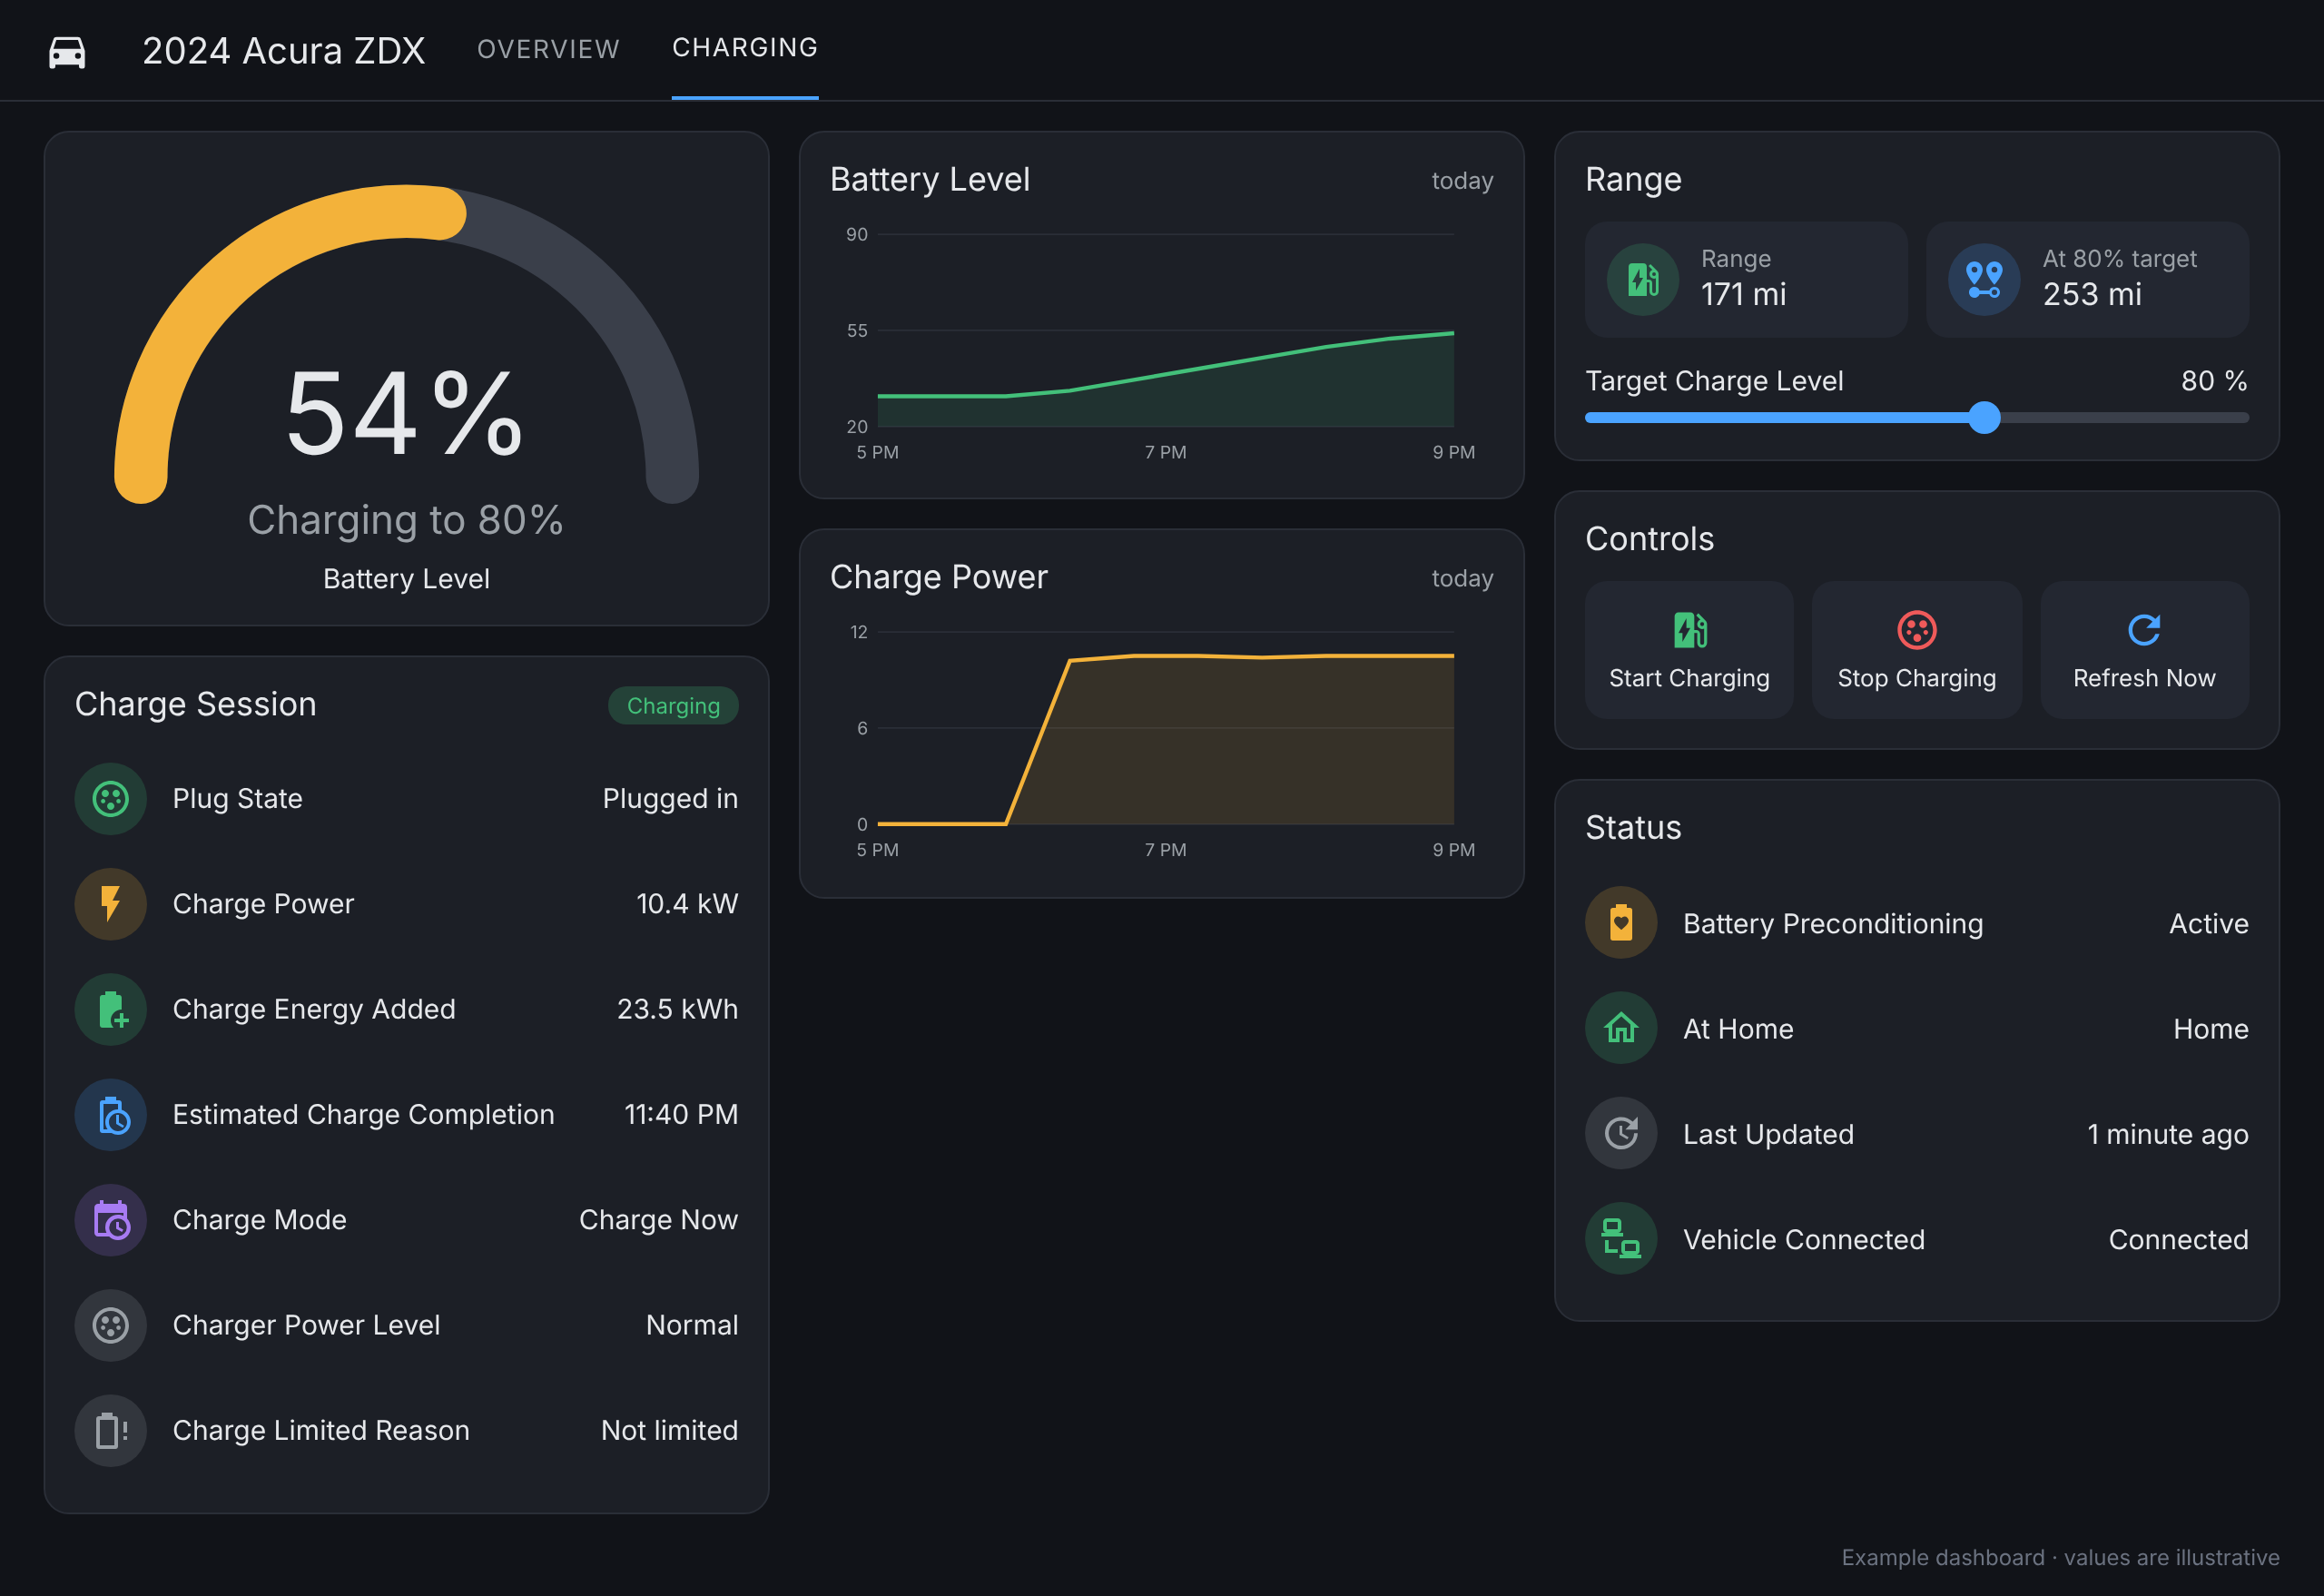 2024 Acura ZDX
OVERVIEW
CHARGING
54%
Charging to 80%
Battery Level
Charge Session
Charging
Plug State
Plugged in
Charge Power
10.4 kW
Charge Energy Added
23.5 kWh
Estimated Charge Completion
11:40 PM
Charge Mode
Charge Now
Charger Power Level
Normal
Charge Limited Reason
Not limited
Battery Level
today
90
55
20
5 PM
7 PM
9 PM
Charge Power
today
12
6
0
5 PM
7 PM
9 PM
Range
Range
171 mi
At 80% target
253 mi
Target Charge Level
80 %
Controls
Start Charging
Stop Charging
Refresh Now
Status
Battery Preconditioning
Active
At Home
Home
Last Updated
1 minute ago
Vehicle Connected
Connected
Example dashboard · values are illustrative